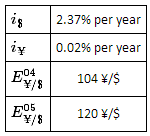 i$ 2.37% per year
i¥ 0.02% per year
E04¥/$ 104 ¥/$
E05¥/$ 120 ¥/$